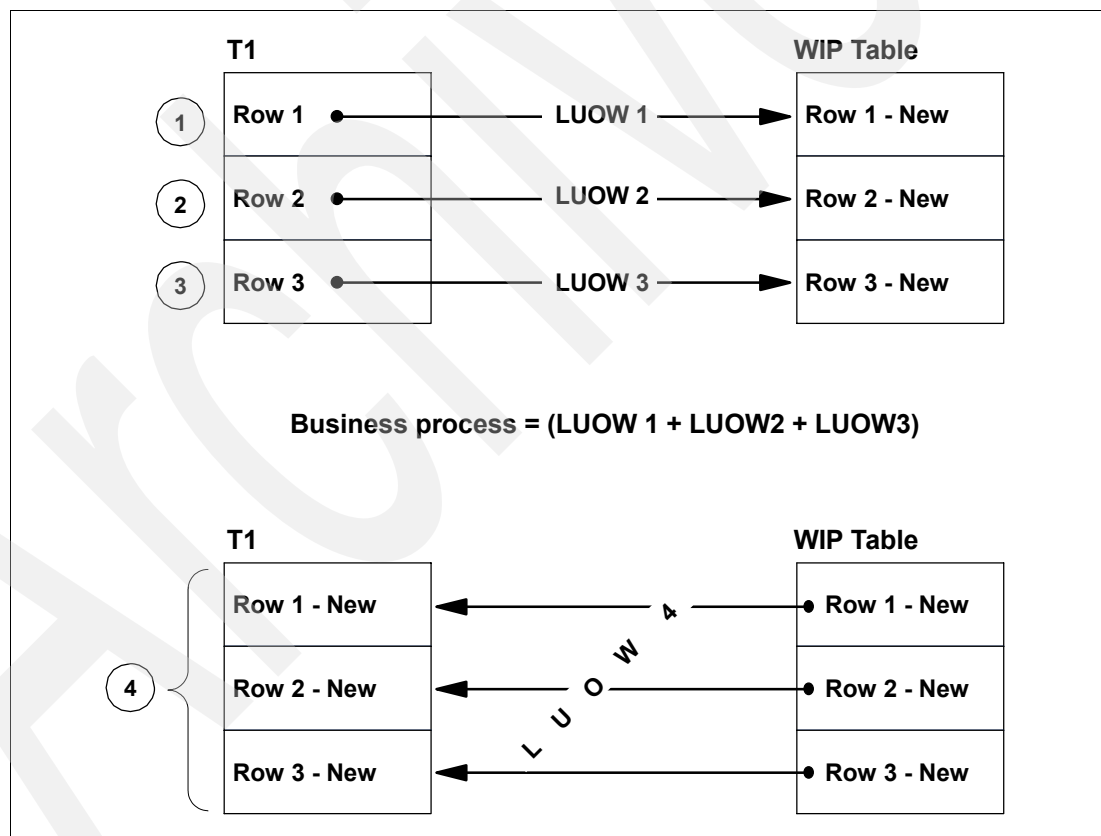 T1 WIP Table
1 Row 1 LUOW 1 Row 1 - New
2 Row 2 LUOW 2 Row 2 - New
3 Row 3 LUOW 3 Row 3 - New
Business process = (LUOW 1 + LUOW2 + LUOW3)
T1 WIP Table
Row 1 - New Row 1 - New
4 Row 2 - New LUOW 4 Row 2 - New
Row 3 - New Row 3 - New